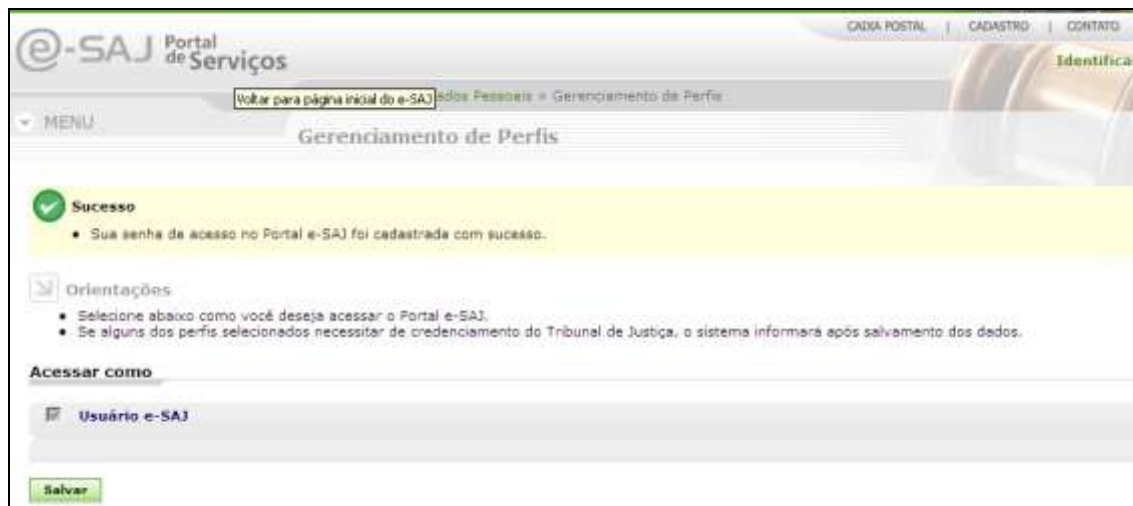 CAIXA POSTAL | CADASTRO | CONTATO
e-SAJ Portal de Serviços
Identifica
Voltar para página inicial do e-SAJ
ados Pessoais > Gerenciamento de Perfis
MENU
Gerenciamento de Perfis
Sucesso
• Sua senha de acesso no Portal e-SAJ foi cadastrada com sucesso.
Orientações
• Selecione abaixo como você deseja acessar o Portal e-SAJ.
• Se alguns dos perfis selecionados necessitar de credenciamento do Tribunal de Justiça, o sistema informará após salvamento dos dados.
Acessar como
Usuário e-SAJ
Salvar